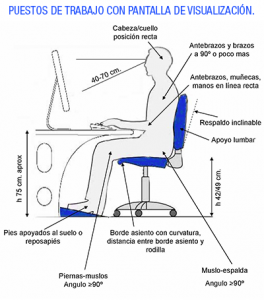 PUESTOS DE TRABAJO CON PANTALLA DE VISUALIZACIÓN.
Cabeza/cuello
posición recta
Antebrazos y brazos
a 90º o poco mas
40-70 cm.
Antebrazos, muñecas,
manos en línea recta
Respaldo inclinable
Apoyo lumbar
h 75 cm. aprox
h 42/49 cm.
Pies apoyados al suelo o
reposapiés
Borde asiento con curvatura,
distancia entre borde asiento y
rodilla
Piernas-muslos
Angulo ≥90º
Muslo-espalda
Angulo ≥90º